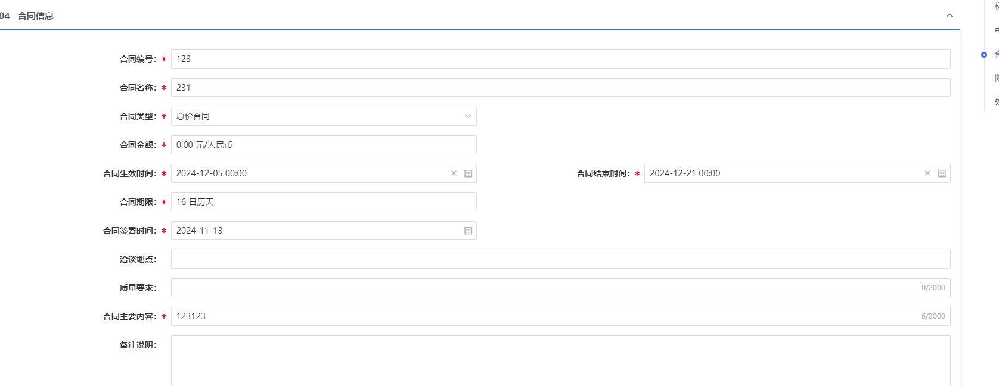 04 合同信息
合同编号：* 123
合同名称：* 231
合同类型：* 总价合同
合同金额：* 0.00 元/人民币
合同生效时间：* 2024-12-05 00:00 合同结束时间：* 2024-12-21 00:00
合同期限：* 16 日历天
合同签署时间：* 2024-11-13
洽谈地点：
质量要求： 0/2000
合同主要内容：* 123123 6/2000
备注说明：